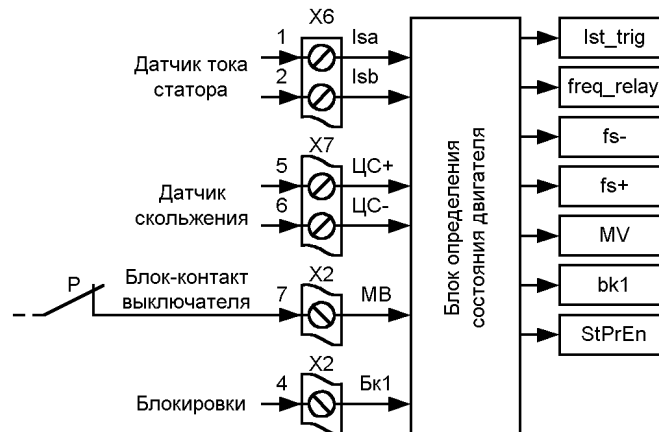 X6
1
Isa
Датчик тока
статора
2
Isb
X7
5
ЦС+
Датчик
скольжения
6
ЦС-
P
Блок-контакт
выключателя
X2
7
МВ
X2
Блокировки
4
Бк1
Блок определения
состояния двигателя
Ist_trig
freq_relay
fs-
fs+
MV
bk1
StPrEn